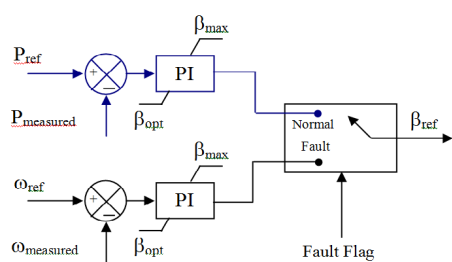 β_max
P_ref
+
PI
−
P_measured
β_opt
Normal
β_ref
Fault
β_max
ω_ref
+
PI
−
ω_measured
β_opt
Fault Flag